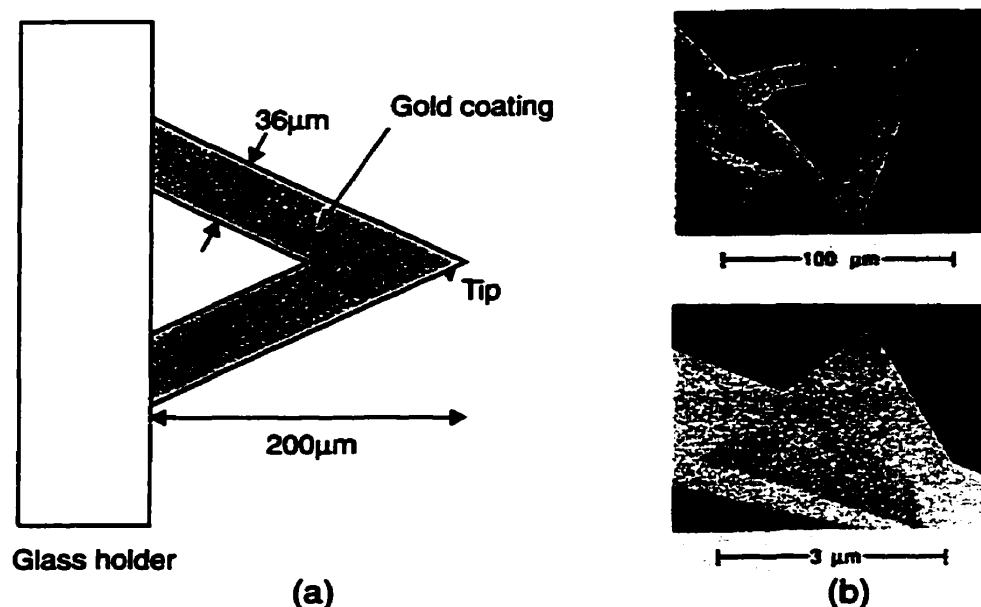 36μm
Gold coating
Tip
200μm
Glass holder
(a)
100 μm
3 μm
(b)